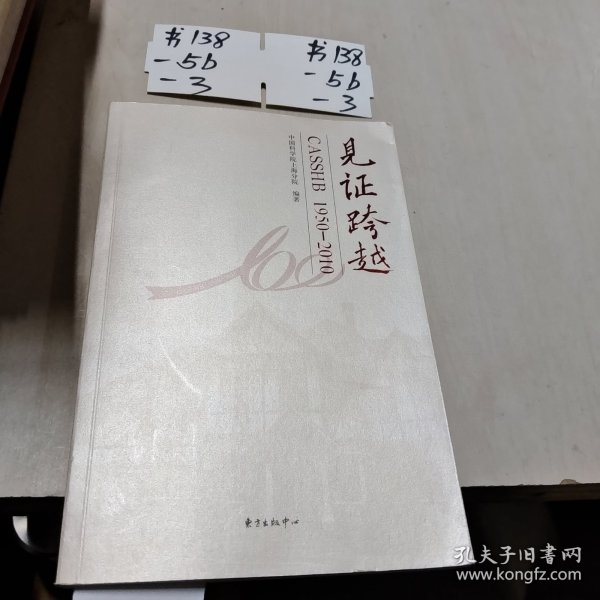 书138
-5b
-3
书138
-5b
-3
见证跨越
CASSHB 1950—2010
中国科学院上海分院 编著
60
东方出版中心
孔夫子旧书网
www.kongfz.com